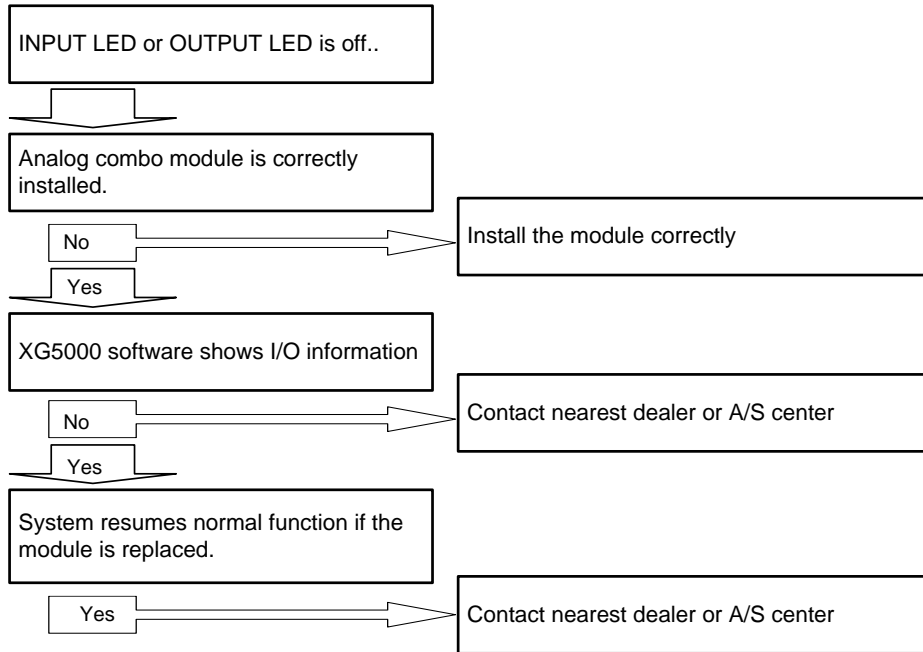 INPUT LED or OUTPUT LED is off..
Analog combo module is correctly
installed.
No
Install the module correctly
Yes
XG5000 software shows I/O information
No
Contact nearest dealer or A/S center
Yes
System resumes normal function if the
module is replaced.
Yes
Contact nearest dealer or A/S center